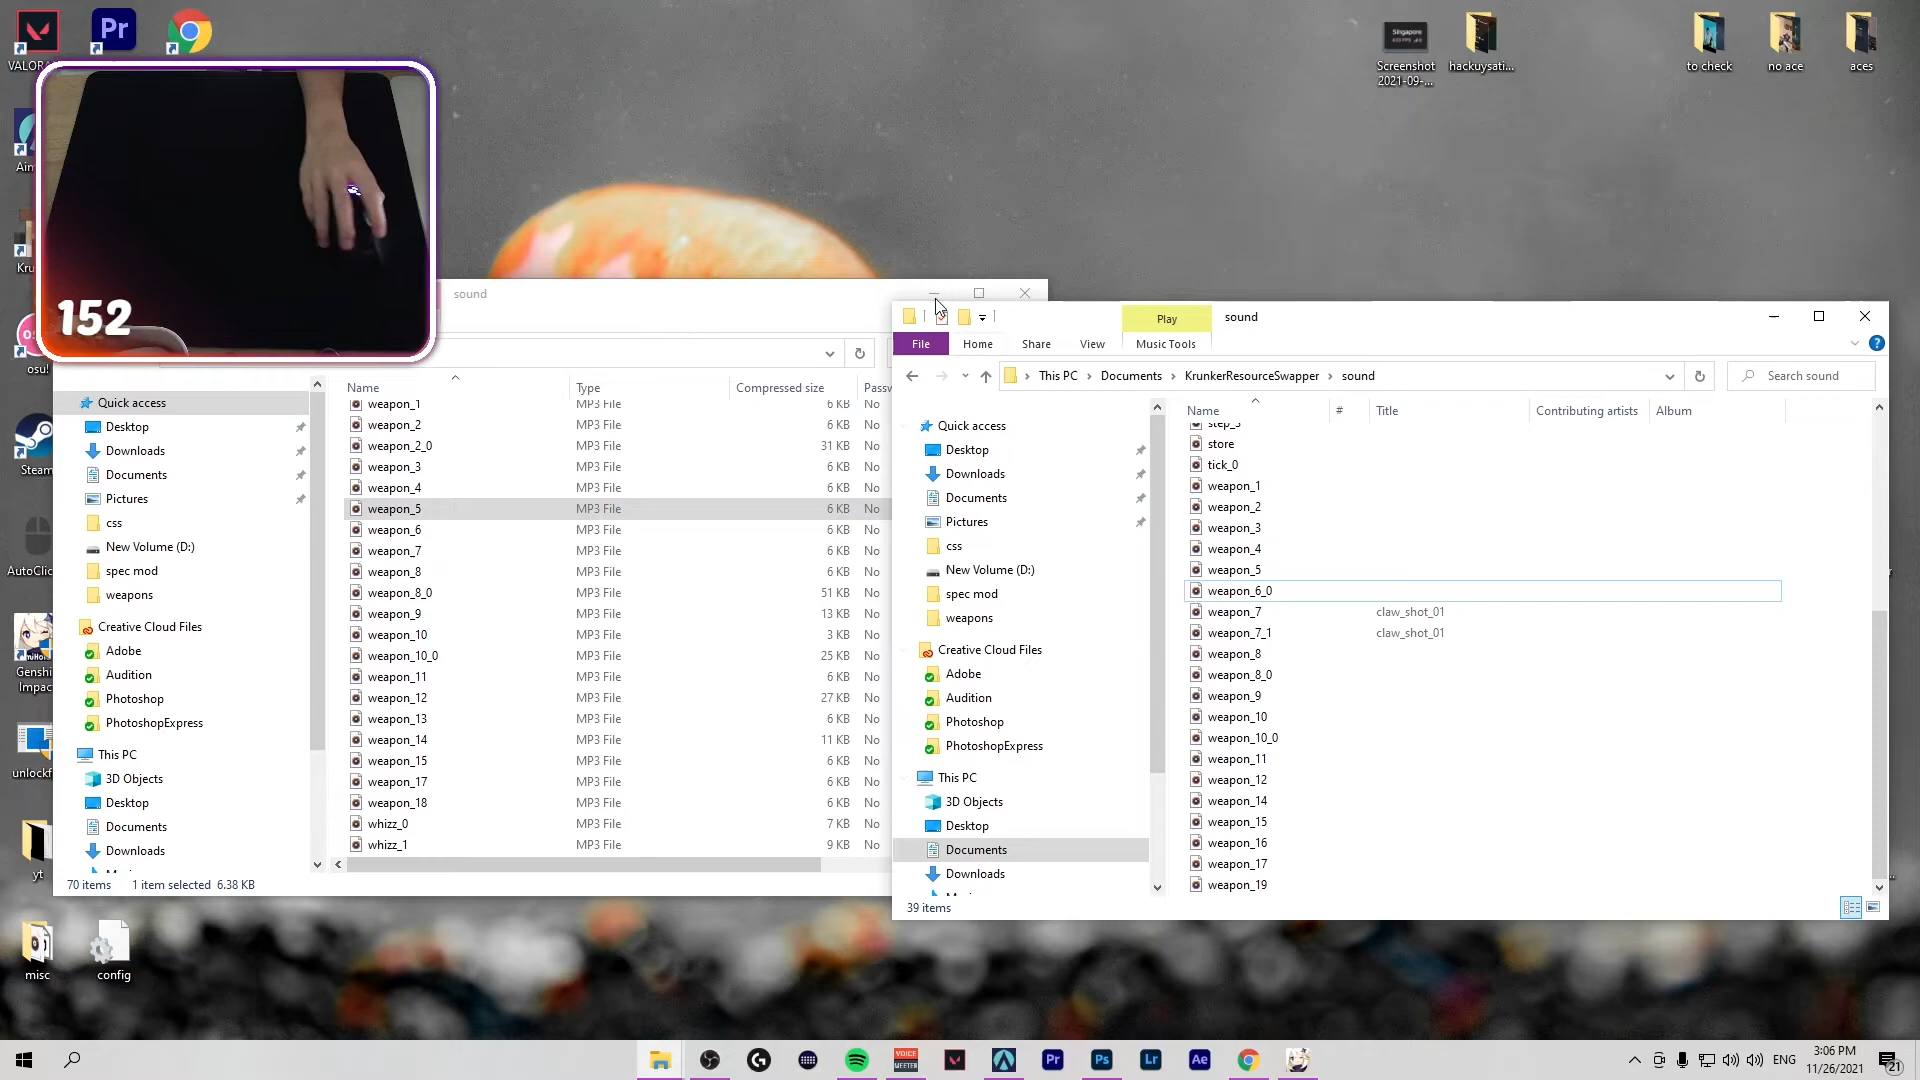 VALORA
Pr
Singapore
Screenshot
2021-09-...
hackuysati...
to check
no ace
aces
152
Aim
Kru
osu!
Steam
AutoClic
Genshi
Impac
unlockf
yt
misc
config
sound
Name
Type
Compressed size
Passw
Quick access
Desktop
Downloads
Documents
Pictures
css
New Volume (D:)
spec mod
weapons
Creative Cloud Files
Adobe
Audition
Photoshop
PhotoshopExpress
This PC
3D Objects
Desktop
Documents
Downloads
weapon_1 MP3 File 6 KB No
weapon_2 MP3 File 6 KB No
weapon_2_0 MP3 File 31 KB No
weapon_3 MP3 File 6 KB No
weapon_4 MP3 File 6 KB No
weapon_5 MP3 File 6 KB No
weapon_6 MP3 File 6 KB No
weapon_7 MP3 File 6 KB No
weapon_8 MP3 File 6 KB No
weapon_8_0 MP3 File 51 KB No
weapon_9 MP3 File 13 KB No
weapon_10 MP3 File 3 KB No
weapon_10_0 MP3 File 25 KB No
weapon_11 MP3 File 6 KB No
weapon_12 MP3 File 27 KB No
weapon_13 MP3 File 6 KB No
weapon_14 MP3 File 11 KB No
weapon_15 MP3 File 6 KB No
weapon_17 MP3 File 6 KB No
weapon_18 MP3 File 6 KB No
whizz_0 MP3 File 7 KB No
whizz_1 MP3 File 9 KB No
70 items 1 item selected 6.38 KB
Play sound
File Home Share View Music Tools
This PC Documents KrunkerResourceSwapper sound
Search sound
Name # Title Contributing artists Album
Quick access
Desktop
Downloads
Documents
Pictures
css
New Volume (D:)
spec mod
weapons
Creative Cloud Files
Adobe
Audition
Photoshop
PhotoshopExpress
This PC
3D Objects
Desktop
Documents
Downloads
step_3
store
tick_0
weapon_1
weapon_2
weapon_3
weapon_4
weapon_5
weapon_6_0
weapon_7 claw_shot_01
weapon_7_1 claw_shot_01
weapon_8
weapon_8_0
weapon_9
weapon_10
weapon_10_0
weapon_11
weapon_12
weapon_14
weapon_15
weapon_16
weapon_17
weapon_19
39 items
VOICE
MEETER
Pr
Ps
Lr
Ae
ENG
3:06 PM
11/26/2021
21